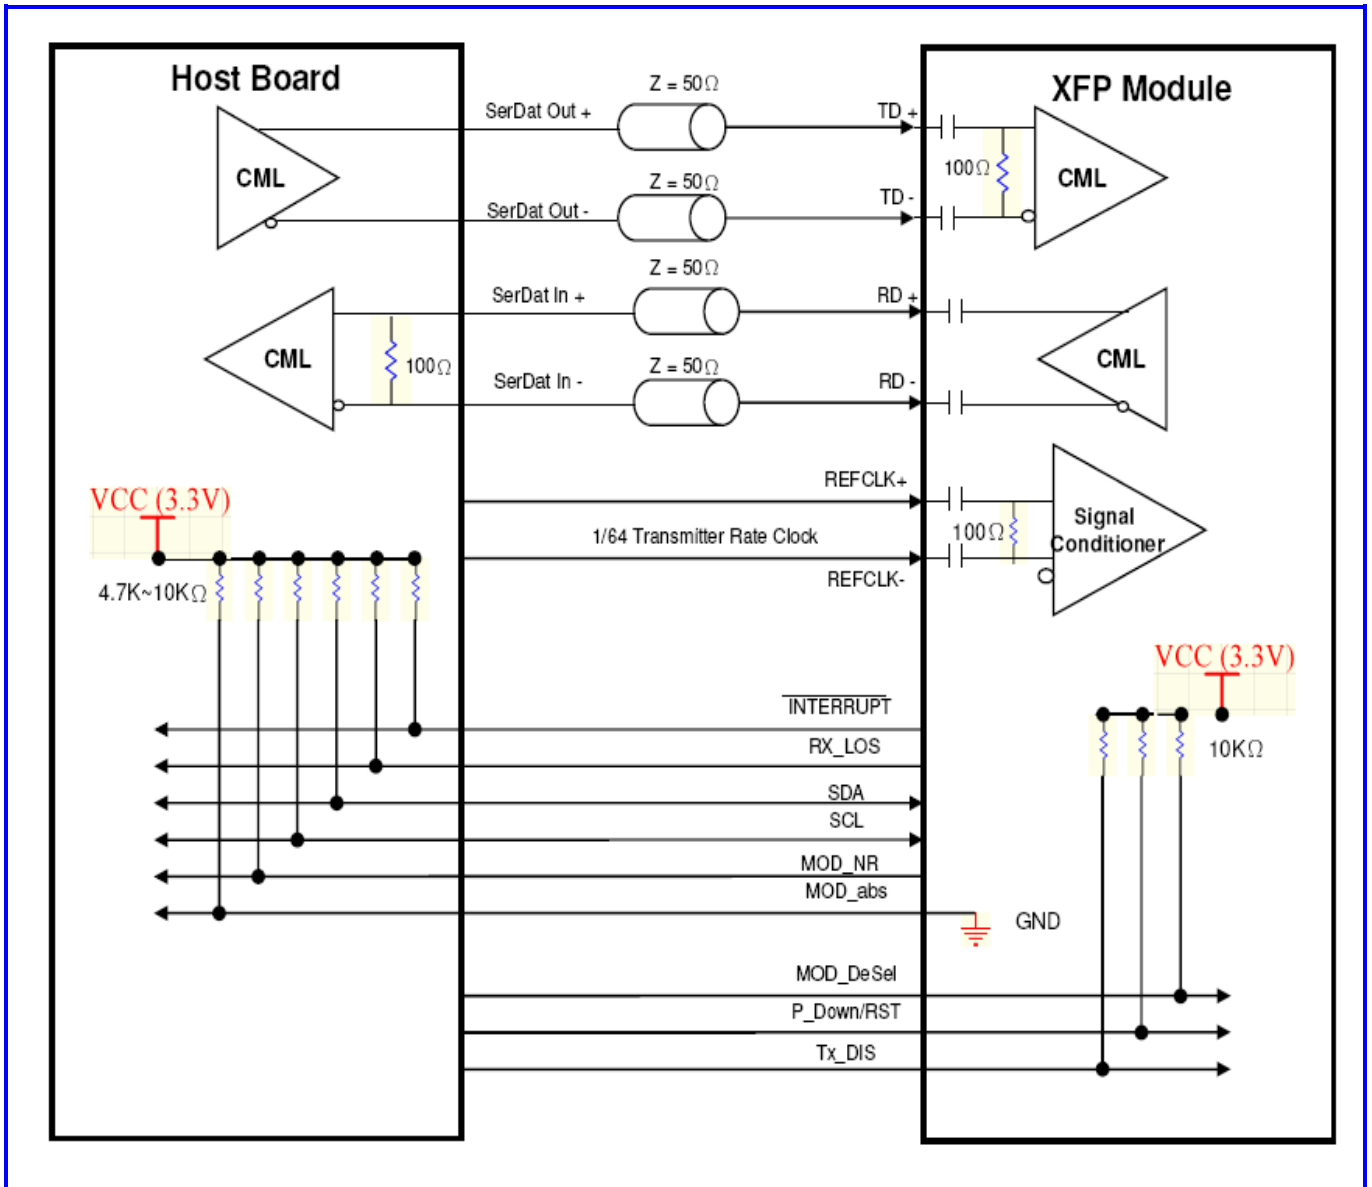 Host Board
XFP Module
Z = 50Ω
SerDat Out +
TD +
CML
100Ω
CML
Z = 50Ω
SerDat Out -
TD -
Z = 50Ω
SerDat In +
RD +
CML
100Ω
CML
Z = 50Ω
SerDat In -
RD -
REFCLK+
VCC (3.3V)
1/64 Transmitter Rate Clock
100Ω
Signal
Conditioner
REFCLK-
4.7K~10KΩ
VCC (3.3V)
INTERRUPT
RX_LOS
10KΩ
SDA
SCL
MOD_NR
MOD_abs
GND
MOD_DeSel
P_Down/RST
Tx_DIS